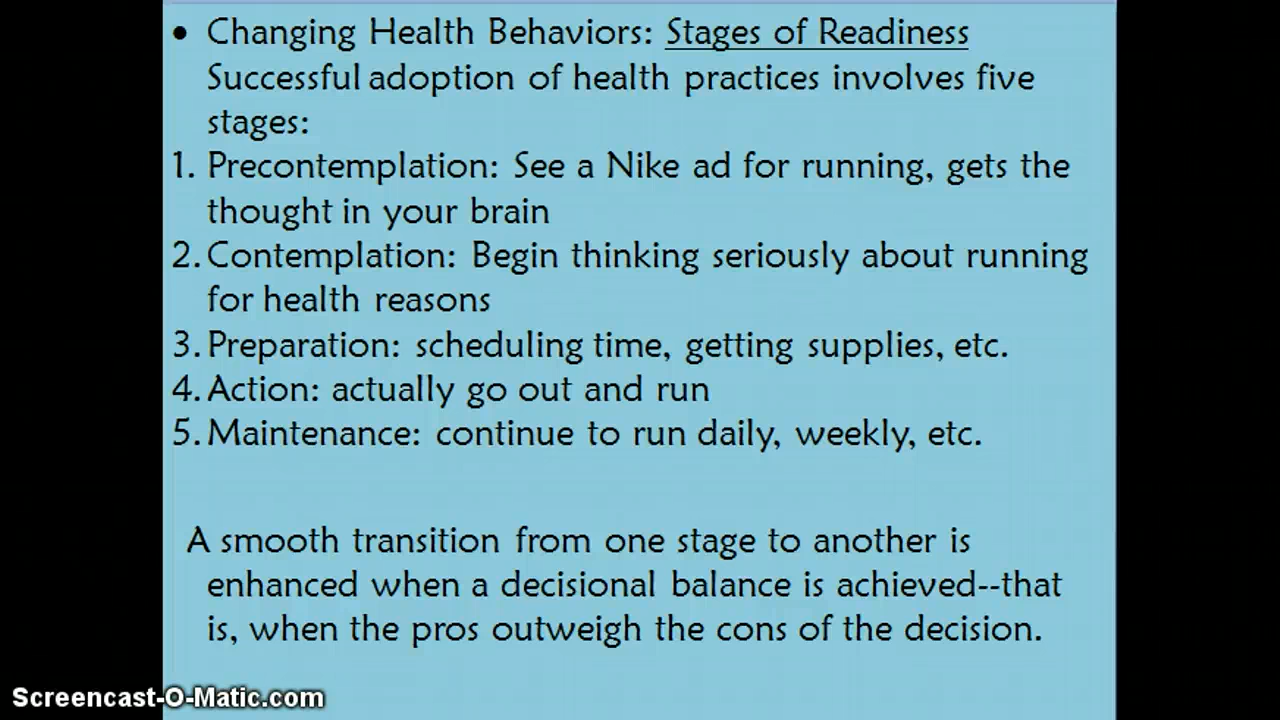 • Changing Health Behaviors: Stages of Readiness
Successful adoption of health practices involves five
stages:
1. Precontemplation: See a Nike ad for running, gets the
thought in your brain
2. Contemplation: Begin thinking seriously about running
for health reasons
3. Preparation: scheduling time, getting supplies, etc.
4. Action: actually go out and run
5. Maintenance: continue to run daily, weekly, etc.
A smooth transition from one stage to another is
enhanced when a decisional balance is achieved--that
is, when the pros outweigh the cons of the decision.
Screencast-O-Matic.com